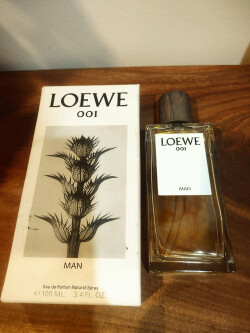 LOEWE
001
MAN
Eau de Parfum Natural Spray
℮100 ML 3.4 FL. OZ.
LOEWE
001
MAN